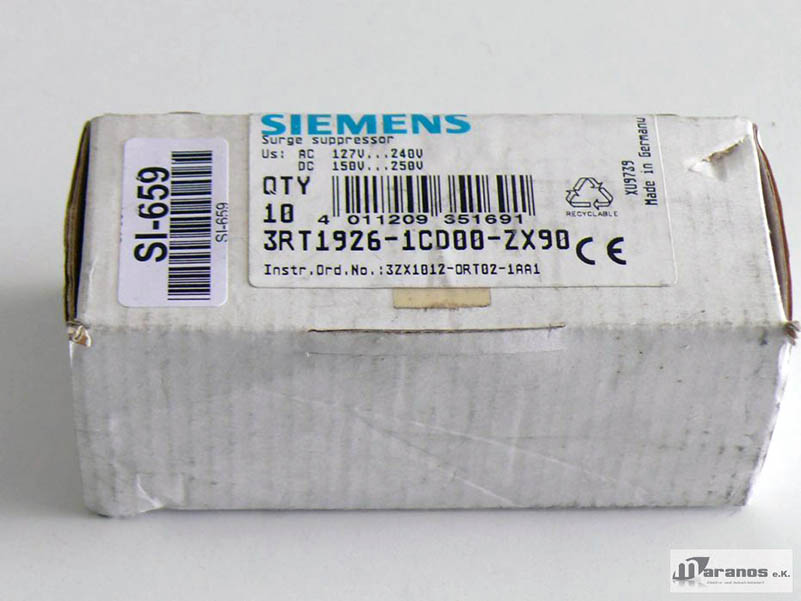 SIEMENS
Surge suppressor
Us: AC 127V...240V
DC 150V...250V
QTY
10
4 011209 351691
3RT1926-1CD00-ZX90
CE
Instr.Ord.No.:3ZX1012-0RT02-1AA1
RECYCLABLE
XU9739
Made in Germany
SI-659
SI-659
Maranos e.K.